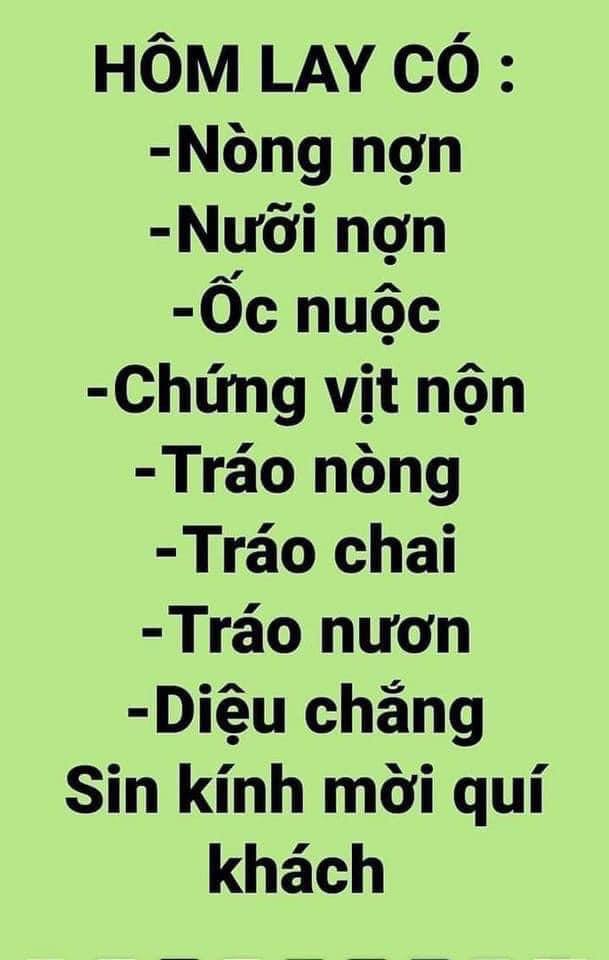 HÔM LAY CÓ :
-Nòng nợn
-Nưỡi nợn
-Ốc nuộc
-Chứng vịt nộn
-Tráo nòng
-Tráo chai
-Tráo nươn
-Diệu chắng
Sin kính mời quí
khách